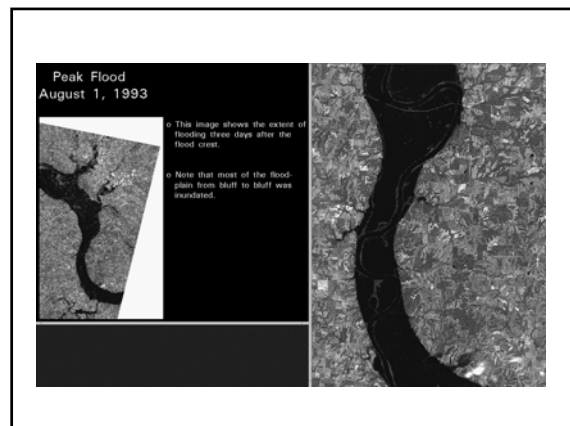 Peak Flood
August 1, 1993
o This image shows the extent of
flooding three days after the
flood crest.
o Note that most of the flood-
plain from bluff to bluff was
inundated.